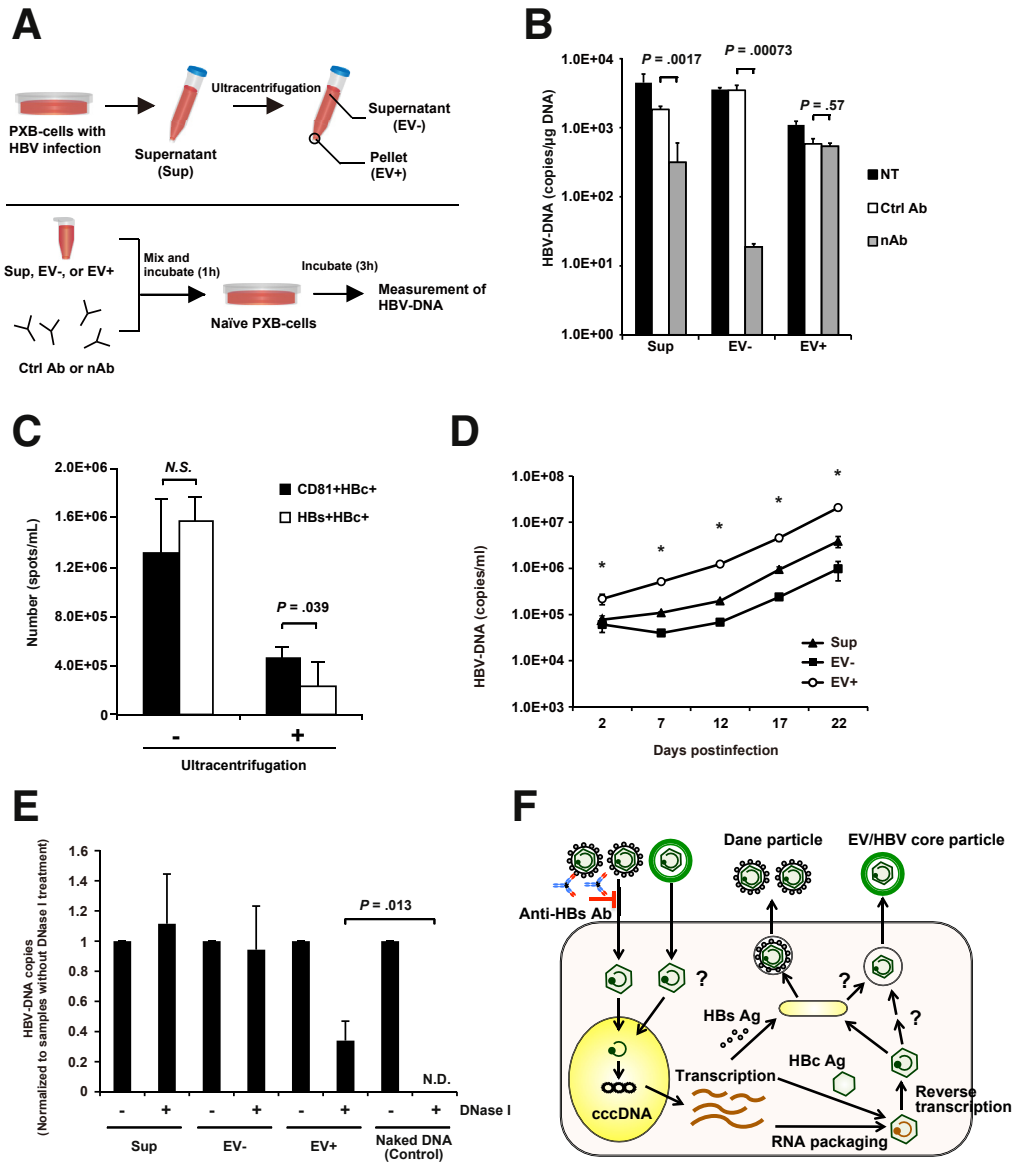 A
PXB-cells with
HBV infection
Supernatant
(Sup)
Ultracentrifugation
Supernatant
(EV-)
Pellet
(EV+)
Sup, EV-, or EV+
Ctrl Ab or nAb
Mix and
incubate (1h)
Naïve PXB-cells
Incubate (3h)
Measurement of
HBV-DNA
B
HBV-DNA (copies/µg DNA)
1.0E+04
1.0E+03
1.0E+02
1.0E+01
1.0E+00
P = .0017
P = .00073
P = .57
Sup
EV-
EV+
NT
Ctrl Ab
nAb
C
Number (spots/mL)
2.0E+06
1.6E+06
1.2E+06
8.0E+05
4.0E+05
0
N.S.
P = .039
CD81+HBc+
HBs+HBc+
- +
Ultracentrifugation
D
HBV-DNA (copies/ml)
1.0E+08
1.0E+07
1.0E+06
1.0E+05
1.0E+04
1.0E+03
* * * * *
Sup
EV-
EV+
2 7 12 17 22
Days postinfection
E
HBV-DNA copies
(Normalized to samples without DNase I treatment)
1.6
1.4
1.2
1
0.8
0.6
0.4
0.2
0
P = .013
N.D.
- + - + - + - + DNase I
Sup
EV-
EV+
Naked DNA
(Control)
F
Dane particle
EV/HBV core particle
Anti-HBs Ab
?
?
?
HBs Ag
HBc Ag
Transcription
cccDNA
Reverse
transcription
RNA packaging